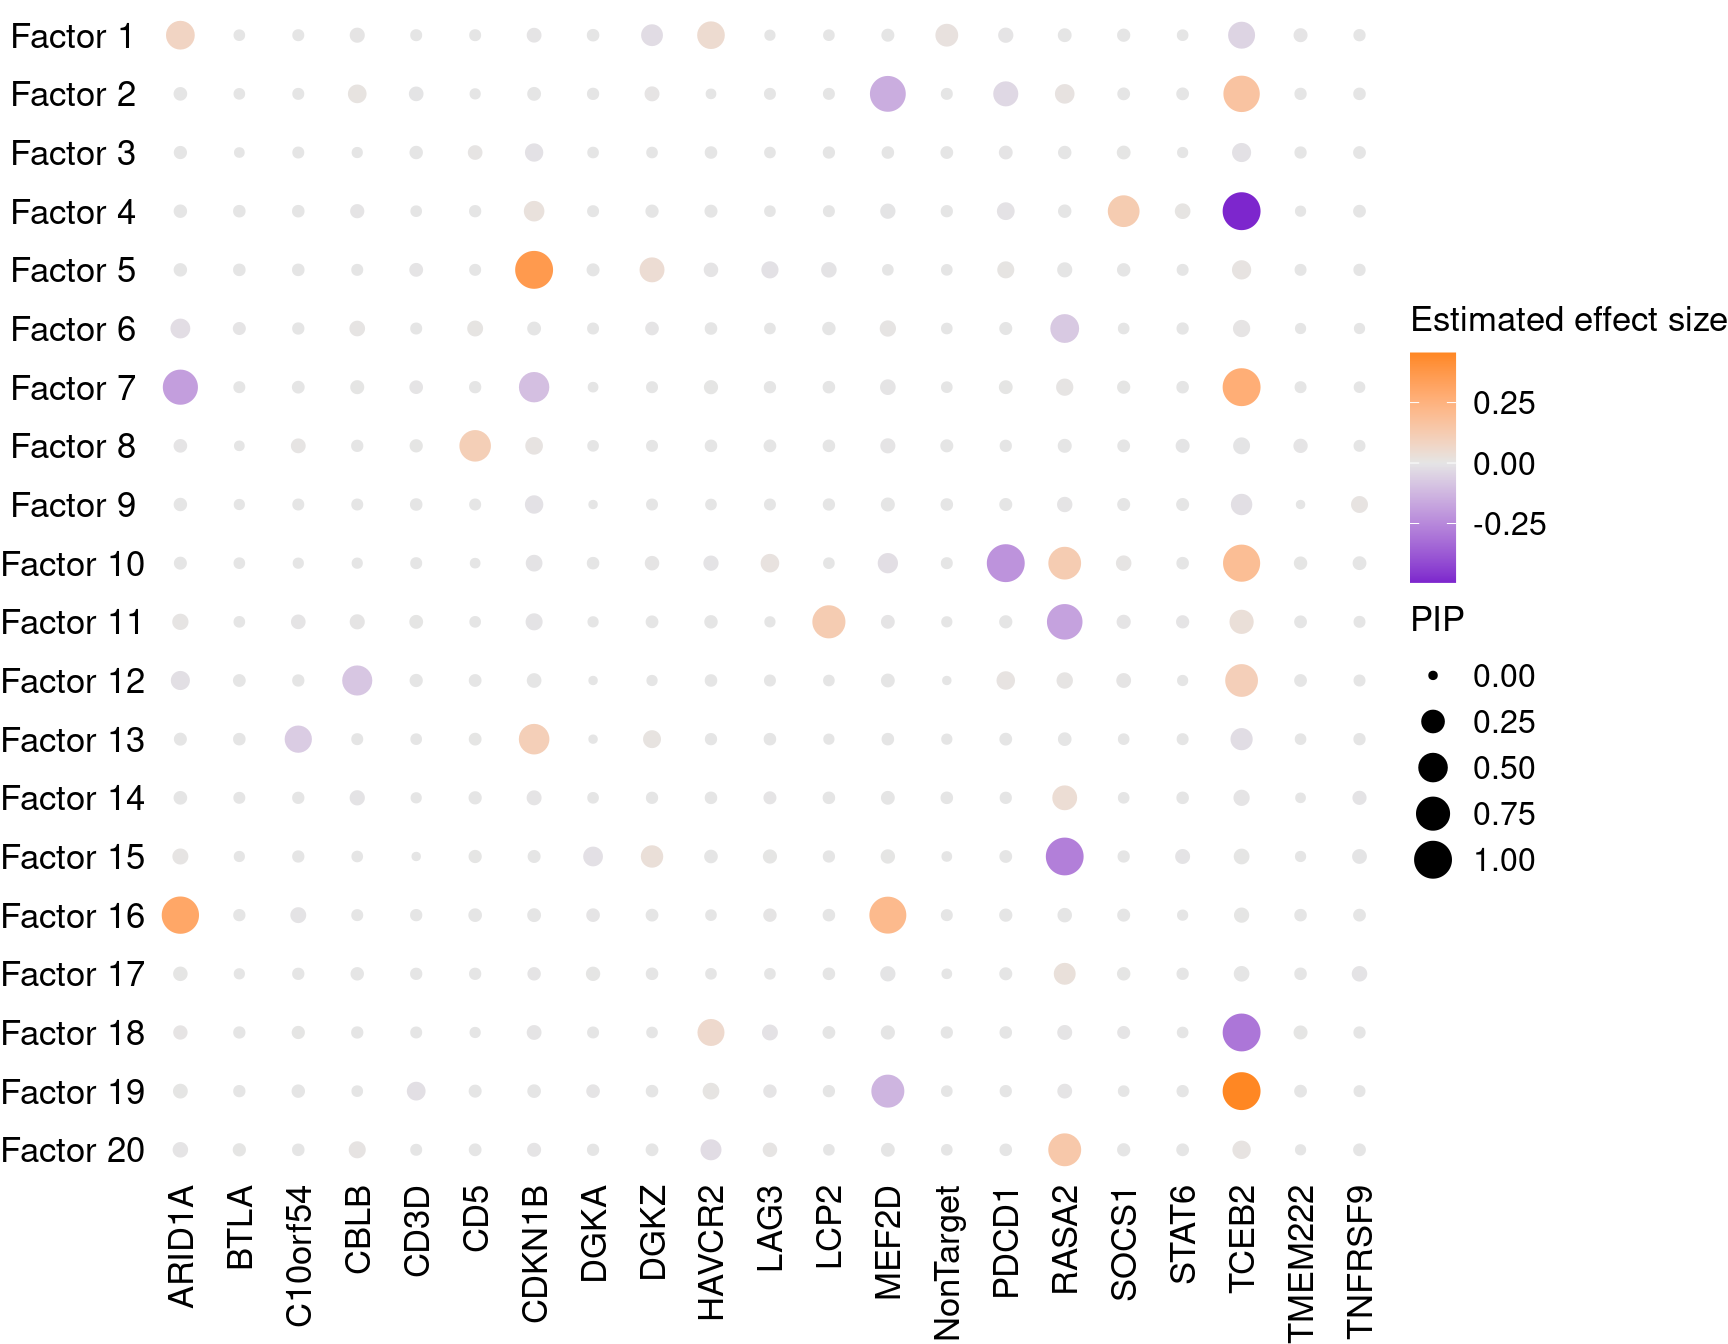 Factor 1
Factor 2
Factor 3
Factor 4
Factor 5
Factor 6
Factor 7
Factor 8
Factor 9
Factor 10
Factor 11
Factor 12
Factor 13
Factor 14
Factor 15
Factor 16
Factor 17
Factor 18
Factor 19
Factor 20
ARID1A
BTLA
C10orf54
CBLB
CD3D
CD5
CDKN1B
DGKA
DGKZ
HAVCR2
LAG3
LCP2
MEF2D
NonTarget
PDCD1
RASA2
SOCS1
STAT6
TCEB2
TMEM222
TNFRSF9
Estimated effect size
0.25
0.00
-0.25
PIP
0.00
0.25
0.50
0.75
1.00